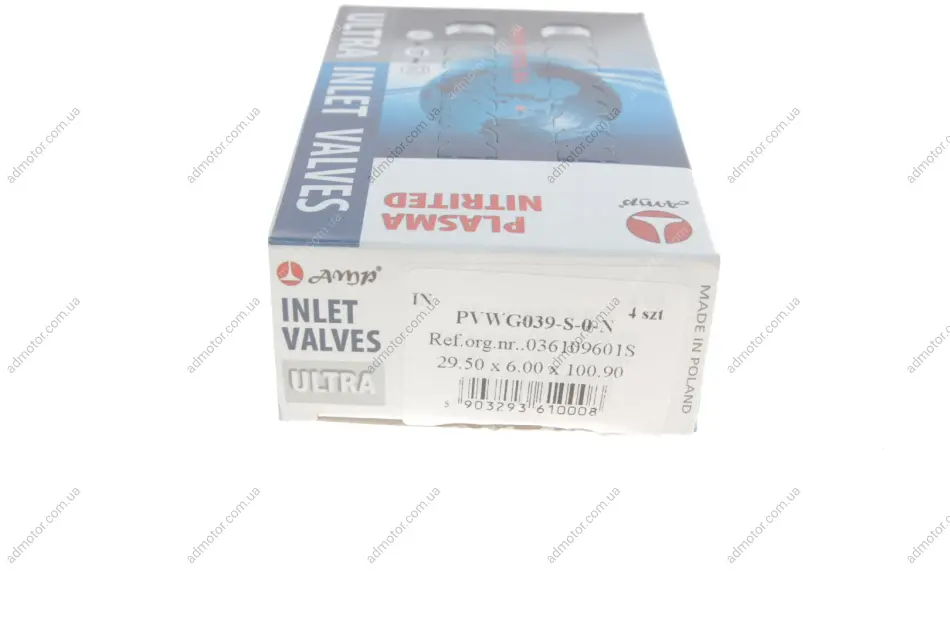 ULTRA INLET VALVES
PLASMA
NITRITED
AMP
AMP®
INLET
VALVES
ULTRA
IN
PVWG039-S-0-N
4 szt
Ref.org.nr..036109601S
29.50 x 6.00 x 100.90
5 903293 610008
MADE IN POLAND
admotor.com.ua